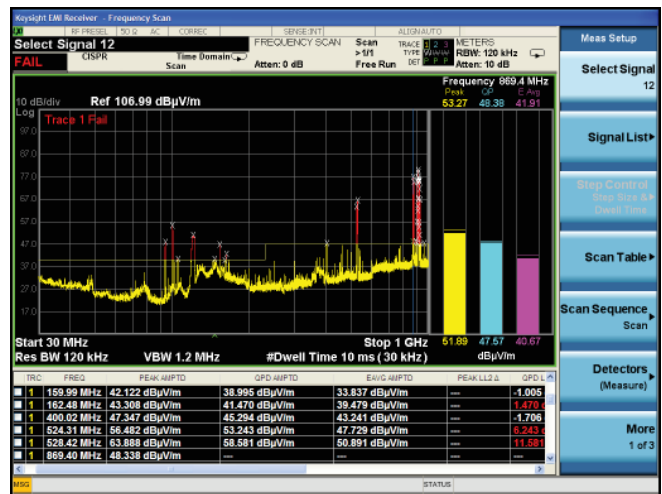 Keysight EMI Receiver - Frequency Scan
RF PRESEL 50 Ω AC CORREC SENSE:INT ALIGN AUTO
Select Signal 12
FREQUENCY SCAN
Scan
>1/1
Free Run
TRACE 1 2 3
TYPE
DET P P P
METERS
RBW: 120 kHz
Atten: 10 dB
FAIL
CISPR
Time Domain
Scan
Atten: 0 dB
Frequency 869.4 MHz
Peak QP EAvg
53.27 48.38 41.91
10 dB/div Ref 106.99 dBµV/m
Log
Trace 1 Fail
97.0
87.0
77.0
67.0
57.0
47.0
37.0
27.0
17.0
Start 30 MHz Stop 1 GHz
Res BW 120 kHz VBW 1.2 MHz #Dwell Time 10 ms (30 kHz)
51.89 47.57 40.67
dBµV/m
TRC FREQ PEAK AMPTD QPD AMPTD EAVG AMPTD PEAK LL2 Δ QPD L
1 159.99 MHz 42.122 dBµV/m 38.995 dBµV/m 33.837 dBµV/m --- -1.005
1 162.48 MHz 43.308 dBµV/m 41.470 dBµV/m 39.479 dBµV/m --- 1.470
1 400.02 MHz 47.347 dBµV/m 45.294 dBµV/m 43.241 dBµV/m --- -1.706
1 524.31 MHz 56.482 dBµV/m 53.243 dBµV/m 47.729 dBµV/m --- 6.243
1 528.42 MHz 63.888 dBµV/m 58.581 dBµV/m 50.891 dBµV/m --- 11.581
1 869.40 MHz 48.338 dBµV/m --- --- --- ---
MSG STATUS
Meas Setup
Select Signal
12
Signal List
Step Control
Step Size &
Dwell Time
Scan Table
Scan Sequence
Scan
Detectors
(Measure)
More
1 of 3